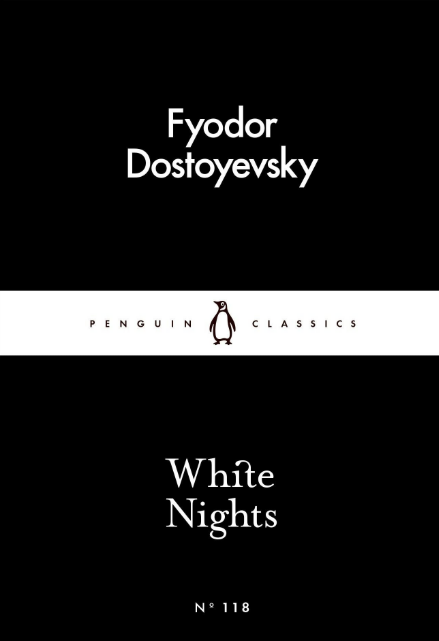 Fyodor
Dostoyevsky
PENGUIN CLASSICS
White
Nights
Nº 118